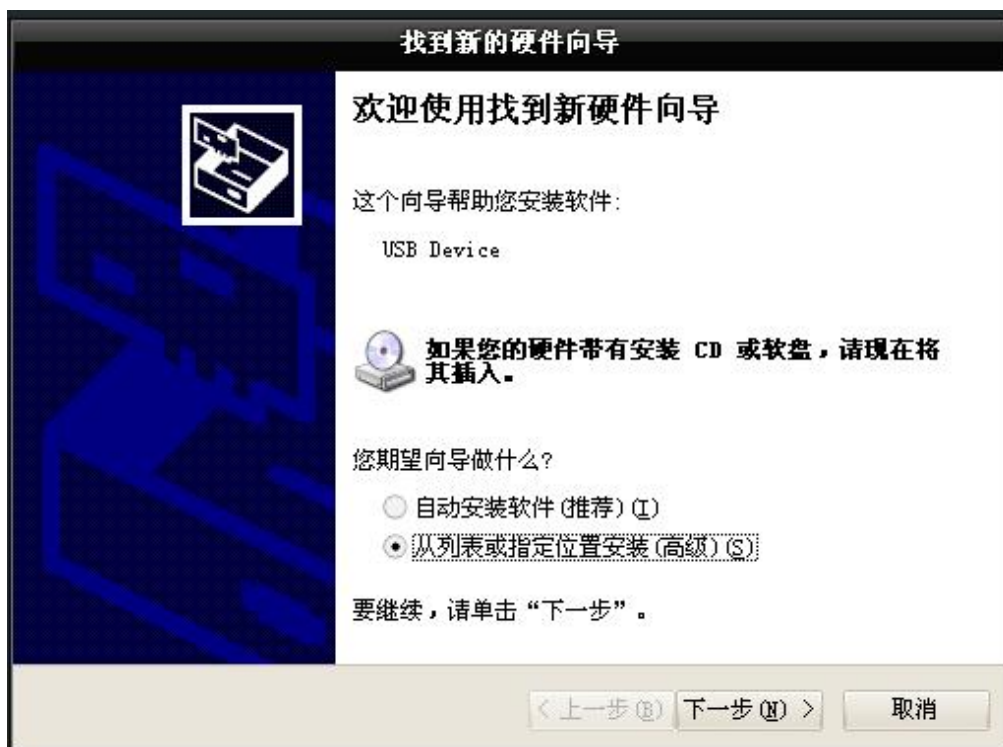 找到新的硬件向导
欢迎使用找到新硬件向导
这个向导帮助您安装软件:
USB Device
如果您的硬件带有安装 CD 或软盘，请现在将
其插入。
您期望向导做什么?
自动安装软件(推荐)(I)
从列表或指定位置安装(高级)(S)
要继续，请单击“下一步”。
< 上一步(B) 下一步(N) > 取消